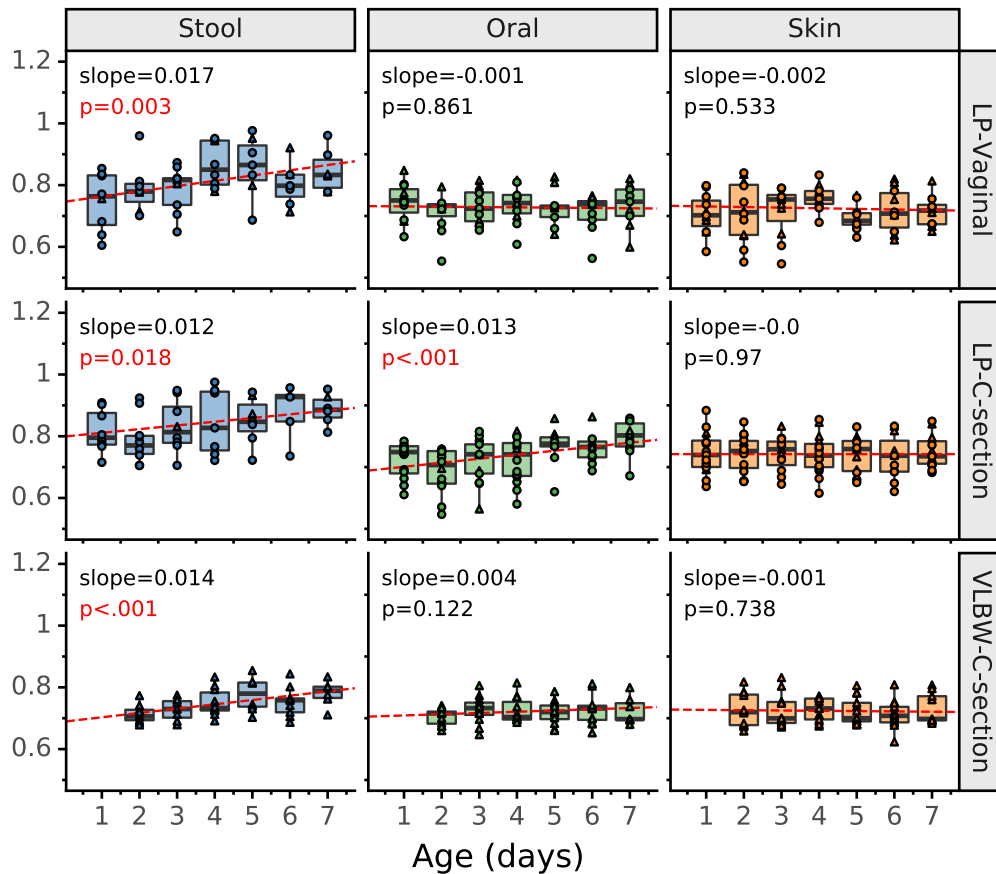 Stool Oral Skin
1.2
1
0.8
0.6
slope=0.017
p=0.003
slope=-0.001
p=0.861
slope=-0.002
p=0.533
LP-Vaginal
1.2
1
0.8
0.6
slope=0.012
p=0.018
slope=0.013
p<.001
slope=-0.0
p=0.97
LP-C-section
1.2
1
0.8
0.6
slope=0.014
p<.001
slope=0.004
p=0.122
slope=-0.001
p=0.738
VLBW-C-section
1 2 3 4 5 6 7 1 2 3 4 5 6 7 1 2 3 4 5 6 7
Age (days)